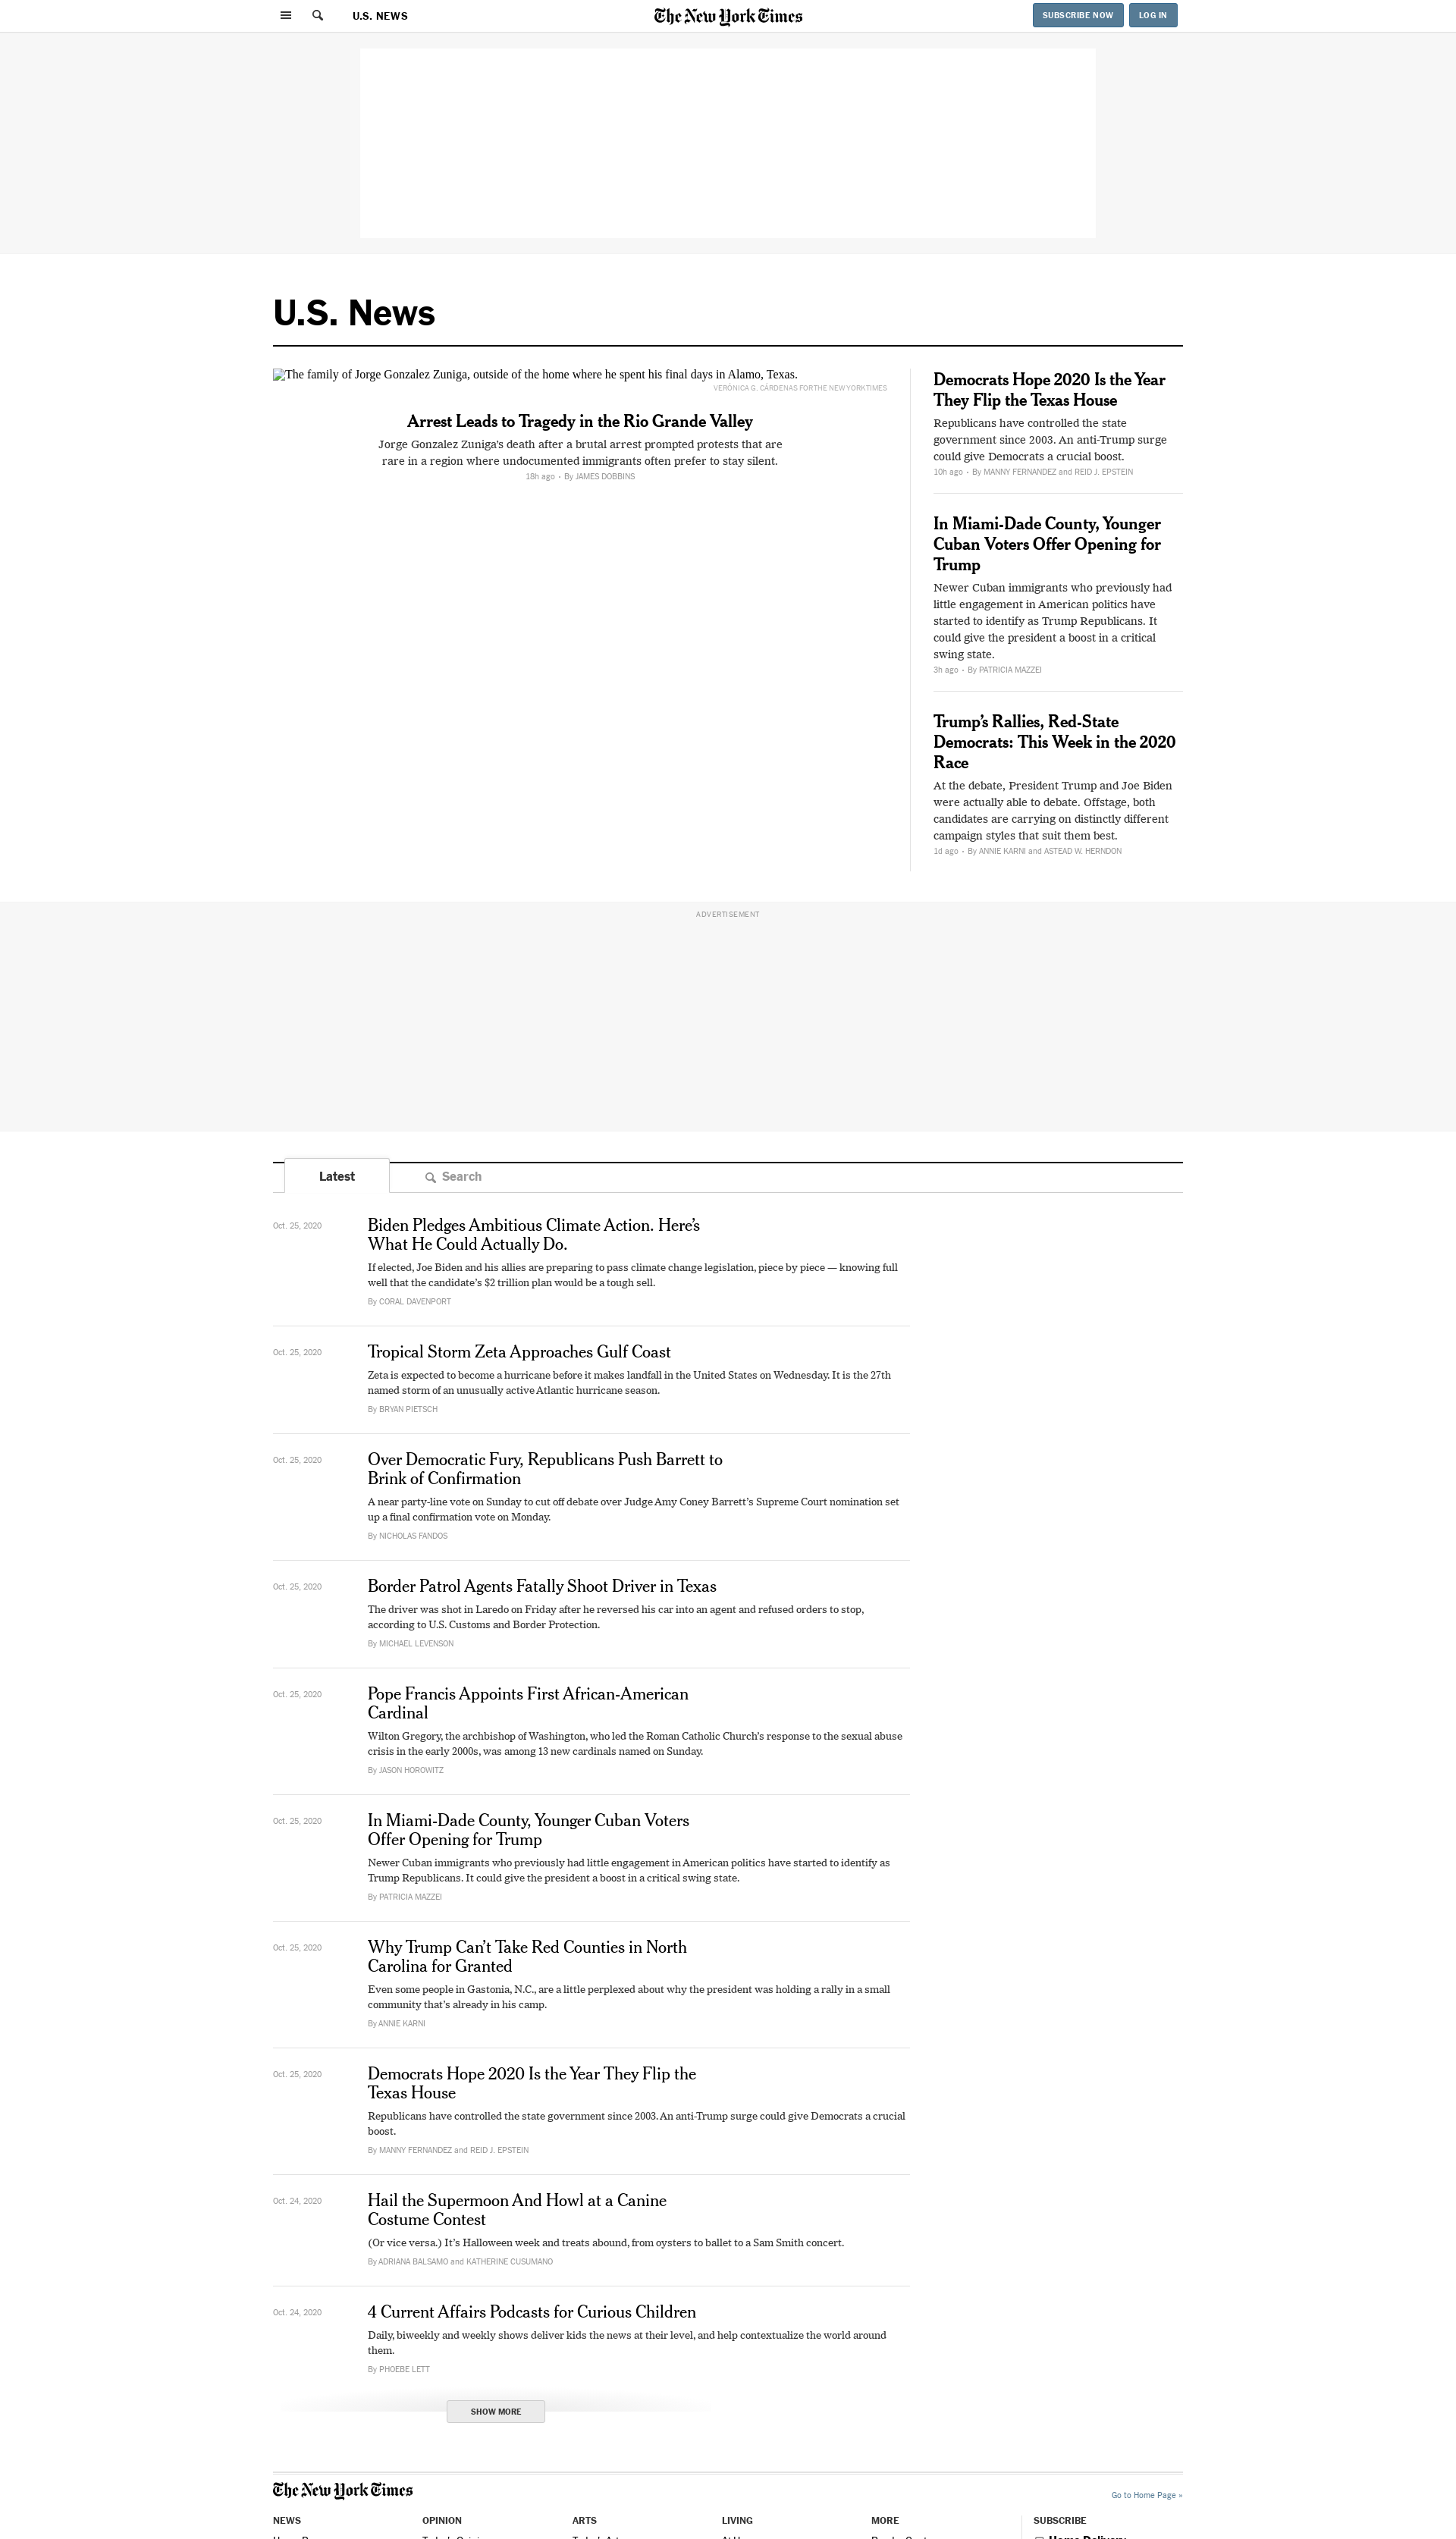 U.S. NEWS
The New York Times
SUBSCRIBE NOW
LOG IN
U.S. News
The family of Jorge Gonzalez Zuniga, outside of the home where he spent his final days in Alamo, Texas.
VERÓNICA G. CÁRDENAS FOR THE NEW YORK TIMES
Arrest Leads to Tragedy in the Rio Grande Valley
Jorge Gonzalez Zuniga's death after a brutal arrest prompted protests that are
rare in a region where undocumented immigrants often prefer to stay silent.
18h ago • By JAMES DOBBINS
Democrats Hope 2020 Is the Year
They Flip the Texas House
Republicans have controlled the state
government since 2003. An anti-Trump surge
could give Democrats a crucial boost.
10h ago • By MANNY FERNANDEZ and REID J. EPSTEIN
In Miami-Dade County, Younger
Cuban Voters Offer Opening for
Trump
Newer Cuban immigrants who previously had
little engagement in American politics have
started to identify as Trump Republicans. It
could give the president a boost in a critical
swing state.
3h ago • By PATRICIA MAZZEI
Trump's Rallies, Red-State
Democrats: This Week in the 2020
Race
At the debate, President Trump and Joe Biden
were actually able to debate. Offstage, both
candidates are carrying on distinctly different
campaign styles that suit them best.
1d ago • By ANNIE KARNI and ASTEAD W. HERNDON
ADVERTISEMENT
Latest
Search
Oct. 25, 2020
Biden Pledges Ambitious Climate Action. Here's
What He Could Actually Do.
If elected, Joe Biden and his allies are preparing to pass climate change legislation, piece by piece — knowing full
well that the candidate's $2 trillion plan would be a tough sell.
By CORAL DAVENPORT
Oct. 25, 2020
Tropical Storm Zeta Approaches Gulf Coast
Zeta is expected to become a hurricane before it makes landfall in the United States on Wednesday. It is the 27th
named storm of an unusually active Atlantic hurricane season.
By BRYAN PIETSCH
Oct. 25, 2020
Over Democratic Fury, Republicans Push Barrett to
Brink of Confirmation
A near party-line vote on Sunday to cut off debate over Judge Amy Coney Barrett's Supreme Court nomination set
up a final confirmation vote on Monday.
By NICHOLAS FANDOS
Oct. 25, 2020
Border Patrol Agents Fatally Shoot Driver in Texas
The driver was shot in Laredo on Friday after he reversed his car into an agent and refused orders to stop,
according to U.S. Customs and Border Protection.
By MICHAEL LEVENSON
Oct. 25, 2020
Pope Francis Appoints First African-American
Cardinal
Wilton Gregory, the archbishop of Washington, who led the Roman Catholic Church's response to the sexual abuse
crisis in the early 2000s, was among 13 new cardinals named on Sunday.
By JASON HOROWITZ
Oct. 25, 2020
In Miami-Dade County, Younger Cuban Voters
Offer Opening for Trump
Newer Cuban immigrants who previously had little engagement in American politics have started to identify as
Trump Republicans. It could give the president a boost in a critical swing state.
By PATRICIA MAZZEI
Oct. 25, 2020
Why Trump Can't Take Red Counties in North
Carolina for Granted
Even some people in Gastonia, N.C., are a little perplexed about why the president was holding a rally in a small
community that's already in his camp.
By ANNIE KARNI
Oct. 25, 2020
Democrats Hope 2020 Is the Year They Flip the
Texas House
Republicans have controlled the state government since 2003. An anti-Trump surge could give Democrats a crucial
boost.
By MANNY FERNANDEZ and REID J. EPSTEIN
Oct. 24, 2020
Hail the Supermoon And Howl at a Canine
Costume Contest
(Or vice versa.) It's Halloween week and treats abound, from oysters to ballet to a Sam Smith concert.
By ADRIANA BALSAMO and KATHERINE CUSUMANO
Oct. 24, 2020
4 Current Affairs Podcasts for Curious Children
Daily, biweekly and weekly shows deliver kids the news at their level, and help contextualize the world around
them.
By PHOEBE LETT
SHOW MORE
The New York Times
Go to Home Page »
NEWS
OPINION
ARTS
LIVING
MORE
SUBSCRIBE